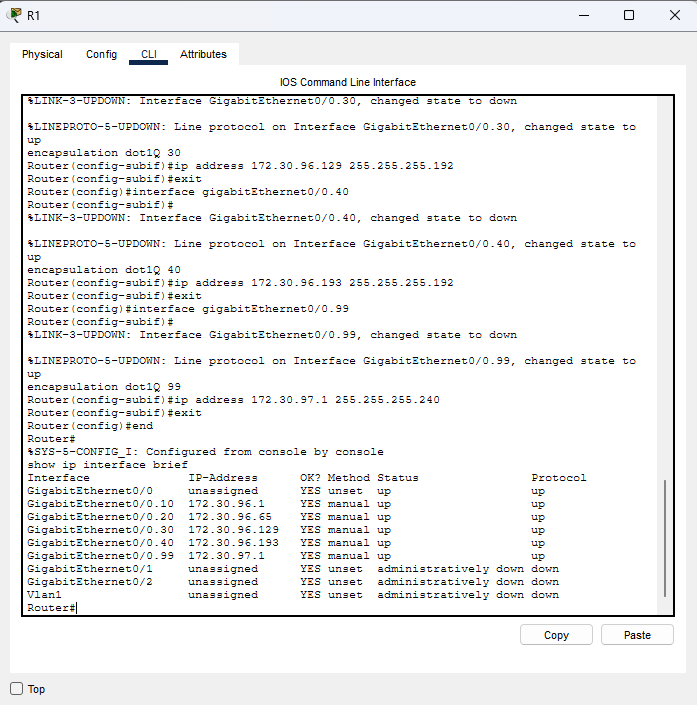 R1
Physical Config CLI Attributes
IOS Command Line Interface
%LINK-3-UPDOWN: Interface GigabitEthernet0/0.30, changed state to down
%LINEPROTO-5-UPDOWN: Line protocol on Interface GigabitEthernet0/0.30, changed state to
up
encapsulation dot1Q 30
Router(config-subif)#ip address 172.30.96.129 255.255.255.192
Router(config-subif)#exit
Router(config)#interface gigabitEthernet0/0.40
Router(config-subif)#
%LINK-3-UPDOWN: Interface GigabitEthernet0/0.40, changed state to down
%LINEPROTO-5-UPDOWN: Line protocol on Interface GigabitEthernet0/0.40, changed state to
up
encapsulation dot1Q 40
Router(config-subif)#ip address 172.30.96.193 255.255.255.192
Router(config-subif)#exit
Router(config)#interface gigabitEthernet0/0.99
Router(config-subif)#
%LINK-3-UPDOWN: Interface GigabitEthernet0/0.99, changed state to down
%LINEPROTO-5-UPDOWN: Line protocol on Interface GigabitEthernet0/0.99, changed state to
up
encapsulation dot1Q 99
Router(config-subif)#ip address 172.30.97.1 255.255.255.240
Router(config-subif)#exit
Router(config)#end
Router#
%SYS-5-CONFIG_I: Configured from console by console
show ip interface brief
Interface IP-Address OK? Method Status Protocol
GigabitEthernet0/0 unassigned YES unset up up
GigabitEthernet0/0.10 172.30.96.1 YES manual up up
GigabitEthernet0/0.20 172.30.96.65 YES manual up up
GigabitEthernet0/0.30 172.30.96.129 YES manual up up
GigabitEthernet0/0.40 172.30.96.193 YES manual up up
GigabitEthernet0/0.99 172.30.97.1 YES manual up up
GigabitEthernet0/1 unassigned YES unset administratively down down
GigabitEthernet0/2 unassigned YES unset administratively down down
Vlan1 unassigned YES unset administratively down down
Router#
Copy Paste
Top